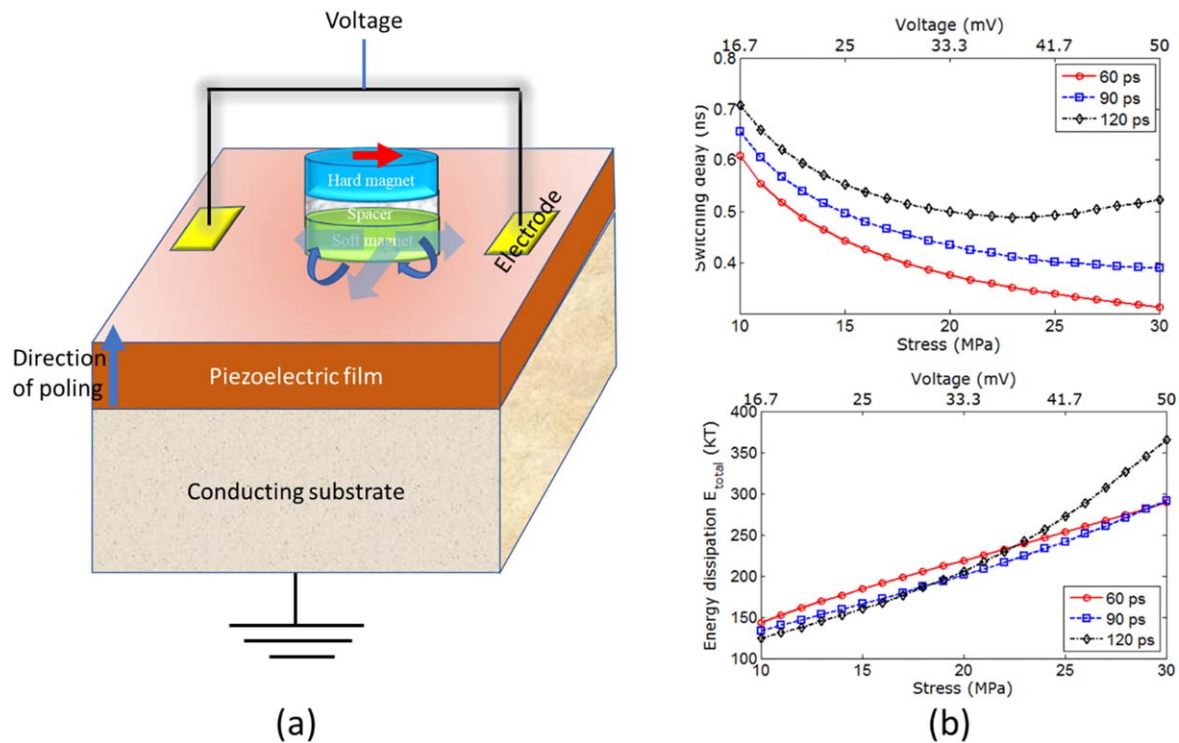 Voltage
Hard magnet
Spacer
Soft magnet
Electrode
Direction
of poling
Piezoelectric film
Conducting substrate
(a)
Voltage (mV)
16.7 25 33.3 41.7 50
0.8
0.7
0.6
0.5
0.4
Switching delay (ns)
60 ps
90 ps
120 ps
10 15 20 25 30
Stress (MPa)
Voltage (mV)
16.7 25 33.3 41.7 50
400
350
300
250
200
150
100
Energy dissipation E_total (KT)
60 ps
90 ps
120 ps
10 15 20 25 30
Stress (MPa)
(b)